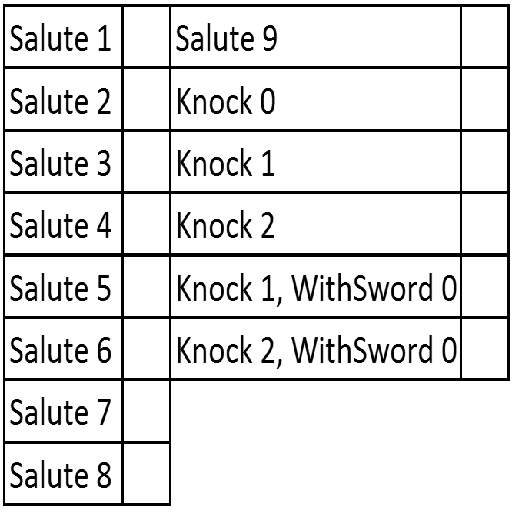 Salute 1
Salute 9
Salute 2
Knock 0
Salute 3
Knock 1
Salute 4
Knock 2
Salute 5
Knock 1, WithSword 0
Salute 6
Knock 2, WithSword 0
Salute 7
Salute 8